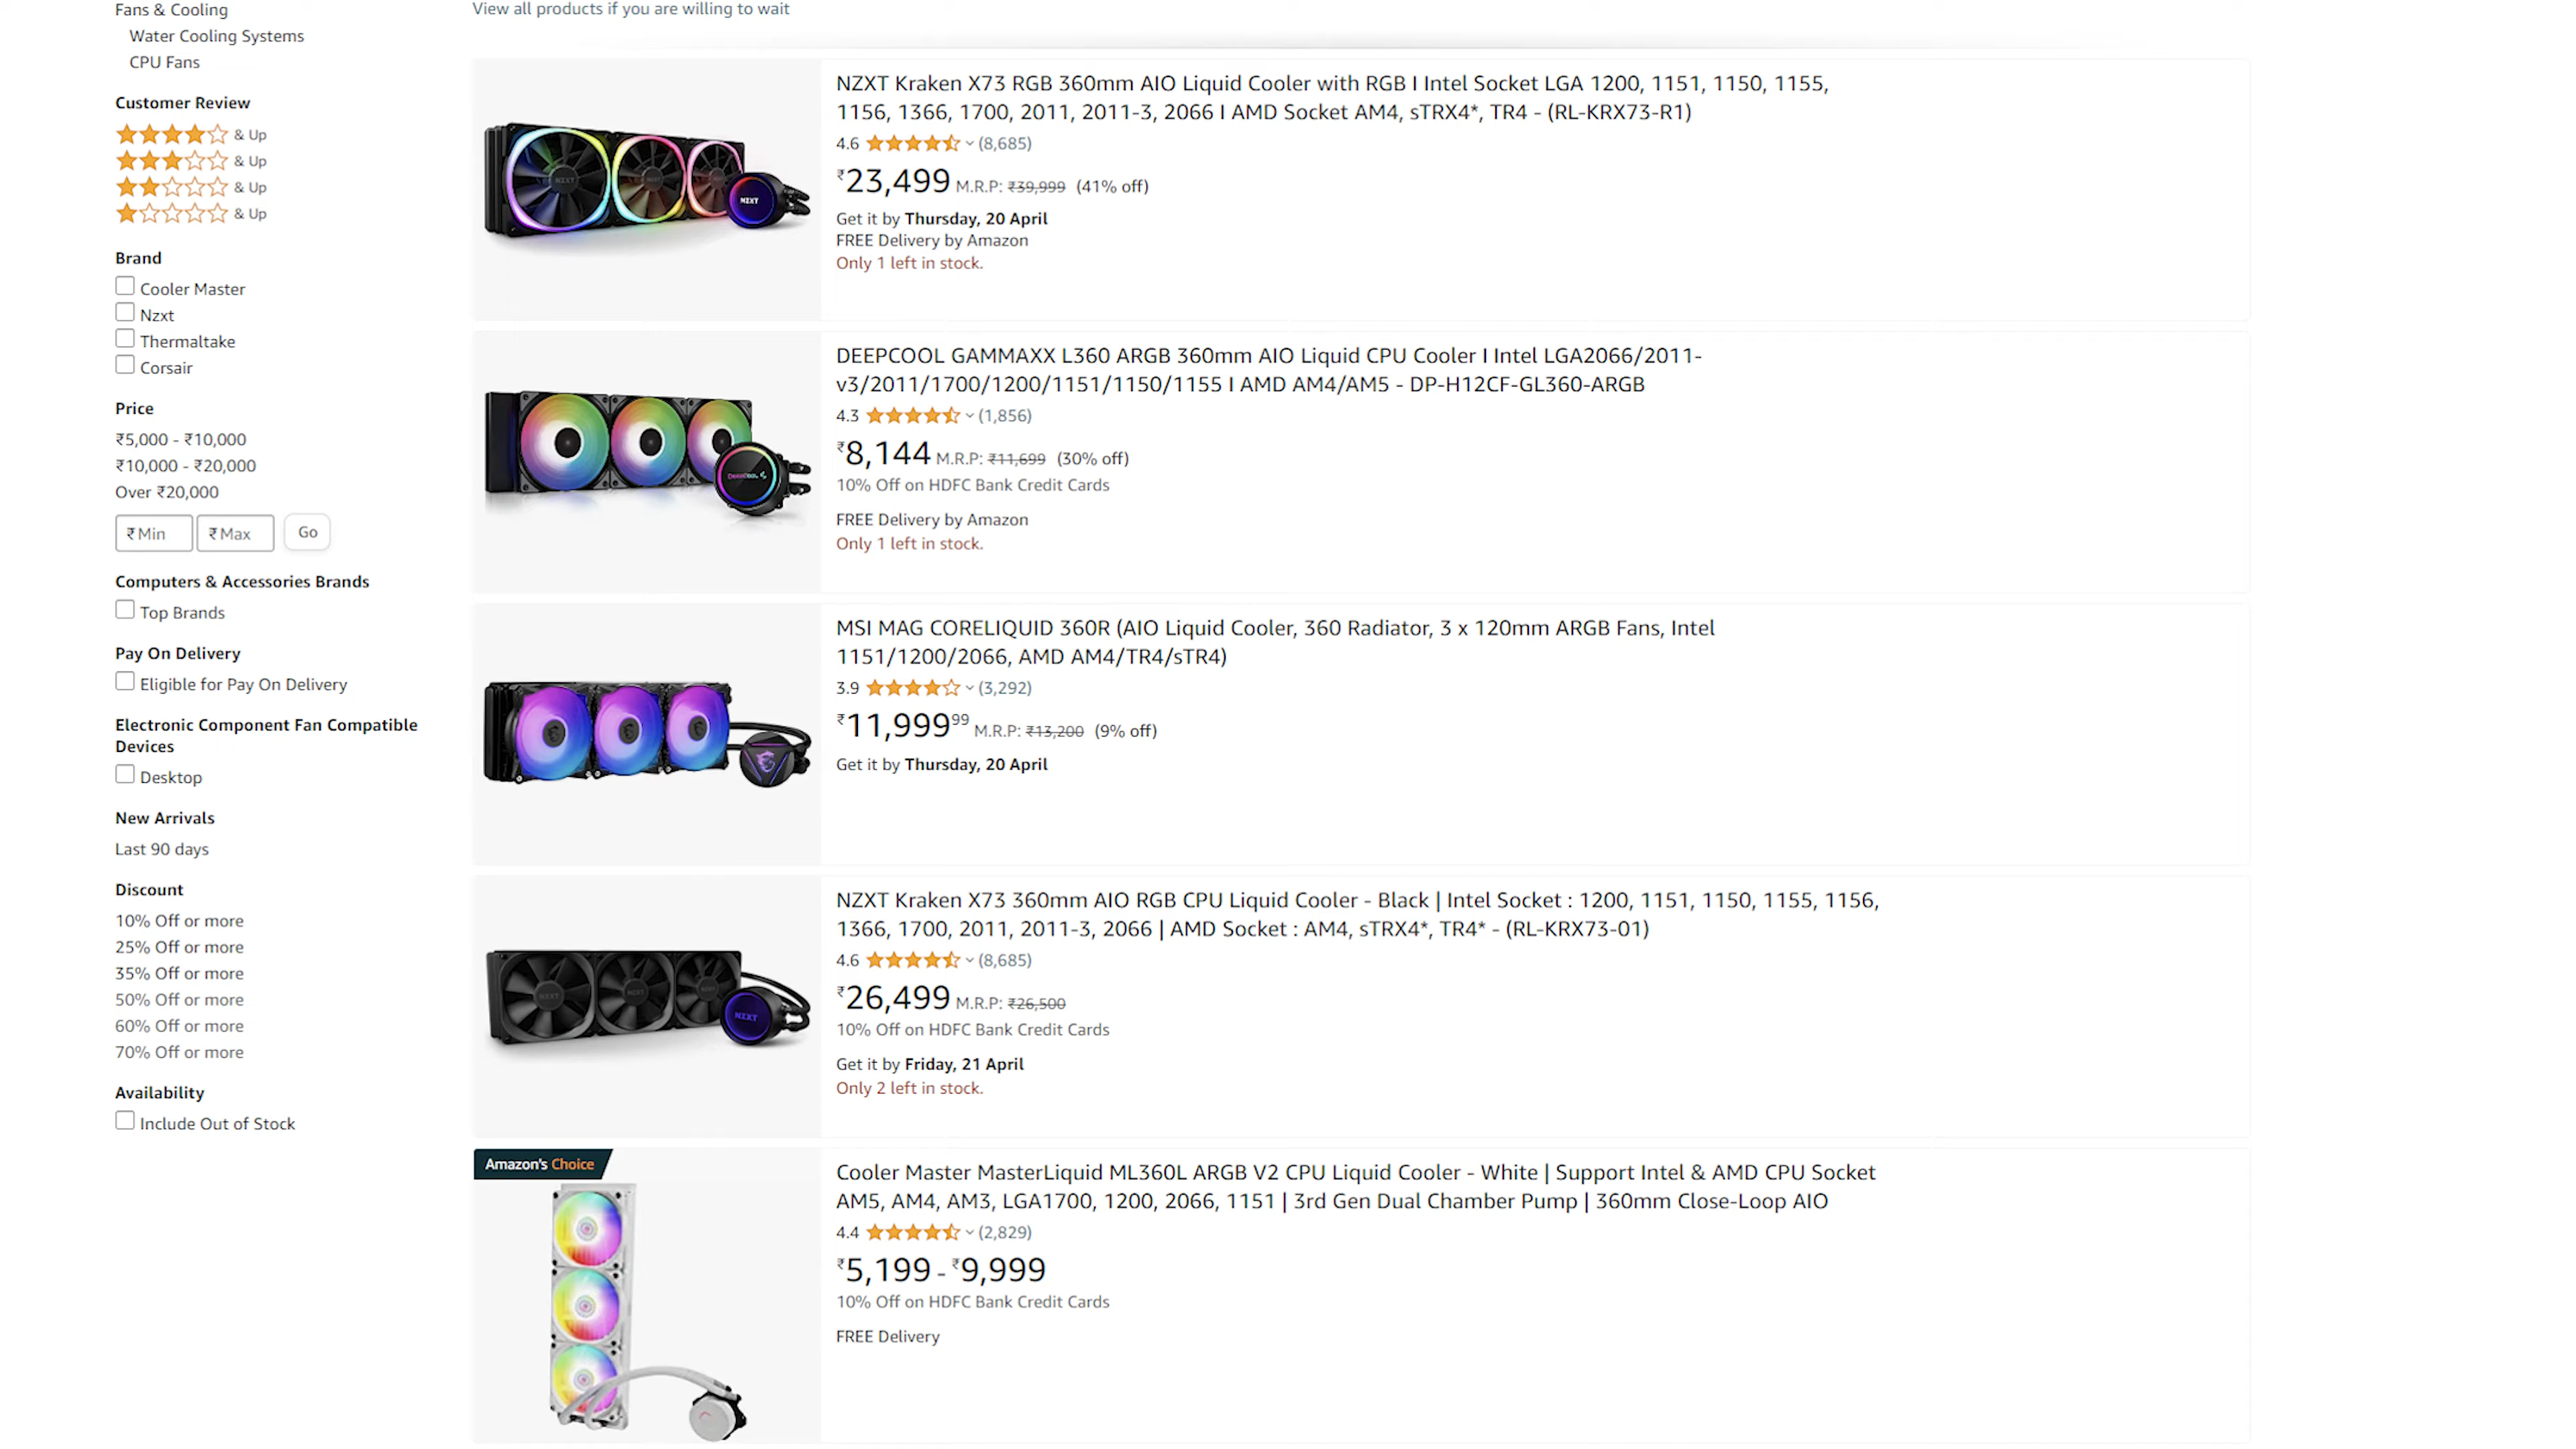 Fans & Cooling
Water Cooling Systems
CPU Fans
Customer Review
& Up
& Up
& Up
& Up
Brand
Cooler Master
Nzxt
Thermaltake
Corsair
Price
₹5,000 - ₹10,000
₹10,000 - ₹20,000
Over ₹20,000
₹ Min ₹ Max Go
Computers & Accessories Brands
Top Brands
Pay On Delivery
Eligible for Pay On Delivery
Electronic Component Fan Compatible
Devices
Desktop
New Arrivals
Last 90 days
Discount
10% Off or more
25% Off or more
35% Off or more
50% Off or more
60% Off or more
70% Off or more
Availability
Include Out of Stock
View all products if you are willing to wait
NZXT
NZXT
NZXT Kraken X73 RGB 360mm AIO Liquid Cooler with RGB I Intel Socket LGA 1200, 1151, 1150, 1155,
1156, 1366, 1700, 2011, 2011-3, 2066 I AMD Socket AM4, sTRX4*, TR4 - (RL-KRX73-R1)
4.6 (8,685)
₹23,499 M.R.P: ₹39,999 (41% off)
Get it by Thursday, 20 April
FREE Delivery by Amazon
Only 1 left in stock.
DEEPCOOL
DEEPCOOL GAMMAXX L360 ARGB 360mm AIO Liquid CPU Cooler I Intel LGA2066/2011-
v3/2011/1700/1200/1151/1150/1155 I AMD AM4/AM5 - DP-H12CF-GL360-ARGB
4.3 (1,856)
₹8,144 M.R.P: ₹11,699 (30% off)
10% Off on HDFC Bank Credit Cards
FREE Delivery by Amazon
Only 1 left in stock.
MSI MAG CORELIQUID 360R (AIO Liquid Cooler, 360 Radiator, 3 x 120mm ARGB Fans, Intel
1151/1200/2066, AMD AM4/TR4/sTR4)
3.9 (3,292)
₹11,999 99 M.R.P: ₹13,200 (9% off)
Get it by Thursday, 20 April
NZXT NZXT NZXT
NZXT
NZXT Kraken X73 360mm AIO RGB CPU Liquid Cooler - Black | Intel Socket : 1200, 1151, 1150, 1155, 1156,
1366, 1700, 2011, 2011-3, 2066 | AMD Socket : AM4, sTRX4*, TR4* - (RL-KRX73-01)
4.6 (8,685)
₹26,499 M.R.P: ₹26,500
10% Off on HDFC Bank Credit Cards
Get it by Friday, 21 April
Only 2 left in stock.
Amazon's Choice
Cooler Master MasterLiquid ML360L ARGB V2 CPU Liquid Cooler - White | Support Intel & AMD CPU Socket
AM5, AM4, AM3, LGA1700, 1200, 2066, 1151 | 3rd Gen Dual Chamber Pump | 360mm Close-Loop AIO
4.4 (2,829)
₹5,199 - ₹9,999
10% Off on HDFC Bank Credit Cards
FREE Delivery